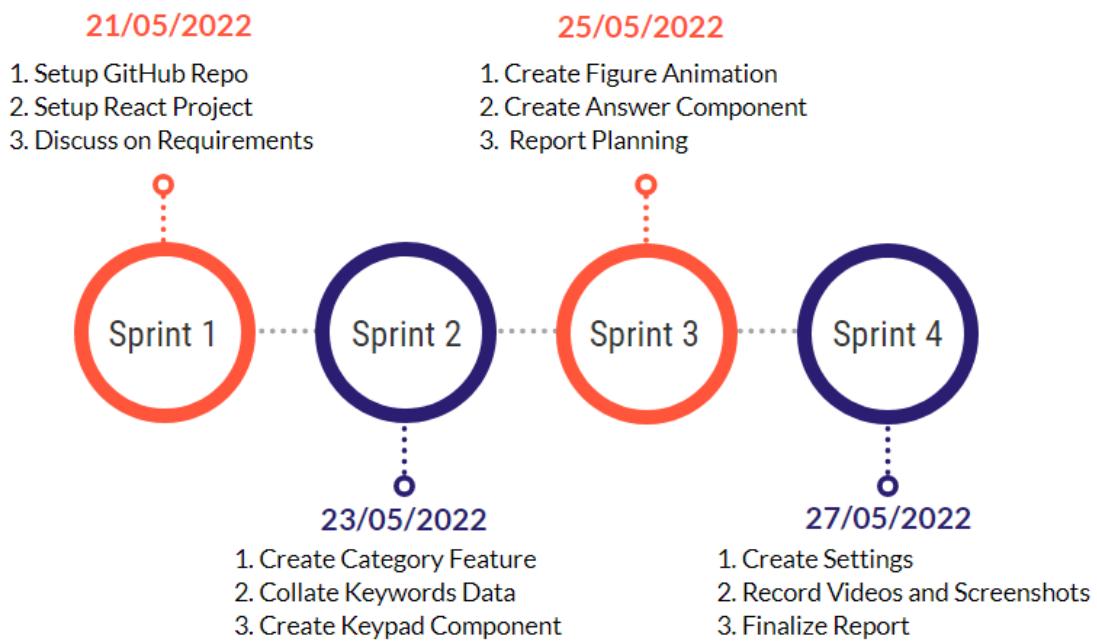 21/05/2022
1. Setup GitHub Repo
2. Setup React Project
3. Discuss on Requirements
25/05/2022
1. Create Figure Animation
2. Create Answer Component
3. Report Planning
Sprint 1
Sprint 2
Sprint 3
Sprint 4
23/05/2022
1. Create Category Feature
2. Collate Keywords Data
3. Create Keypad Component
27/05/2022
1. Create Settings
2. Record Videos and Screenshots
3. Finalize Report